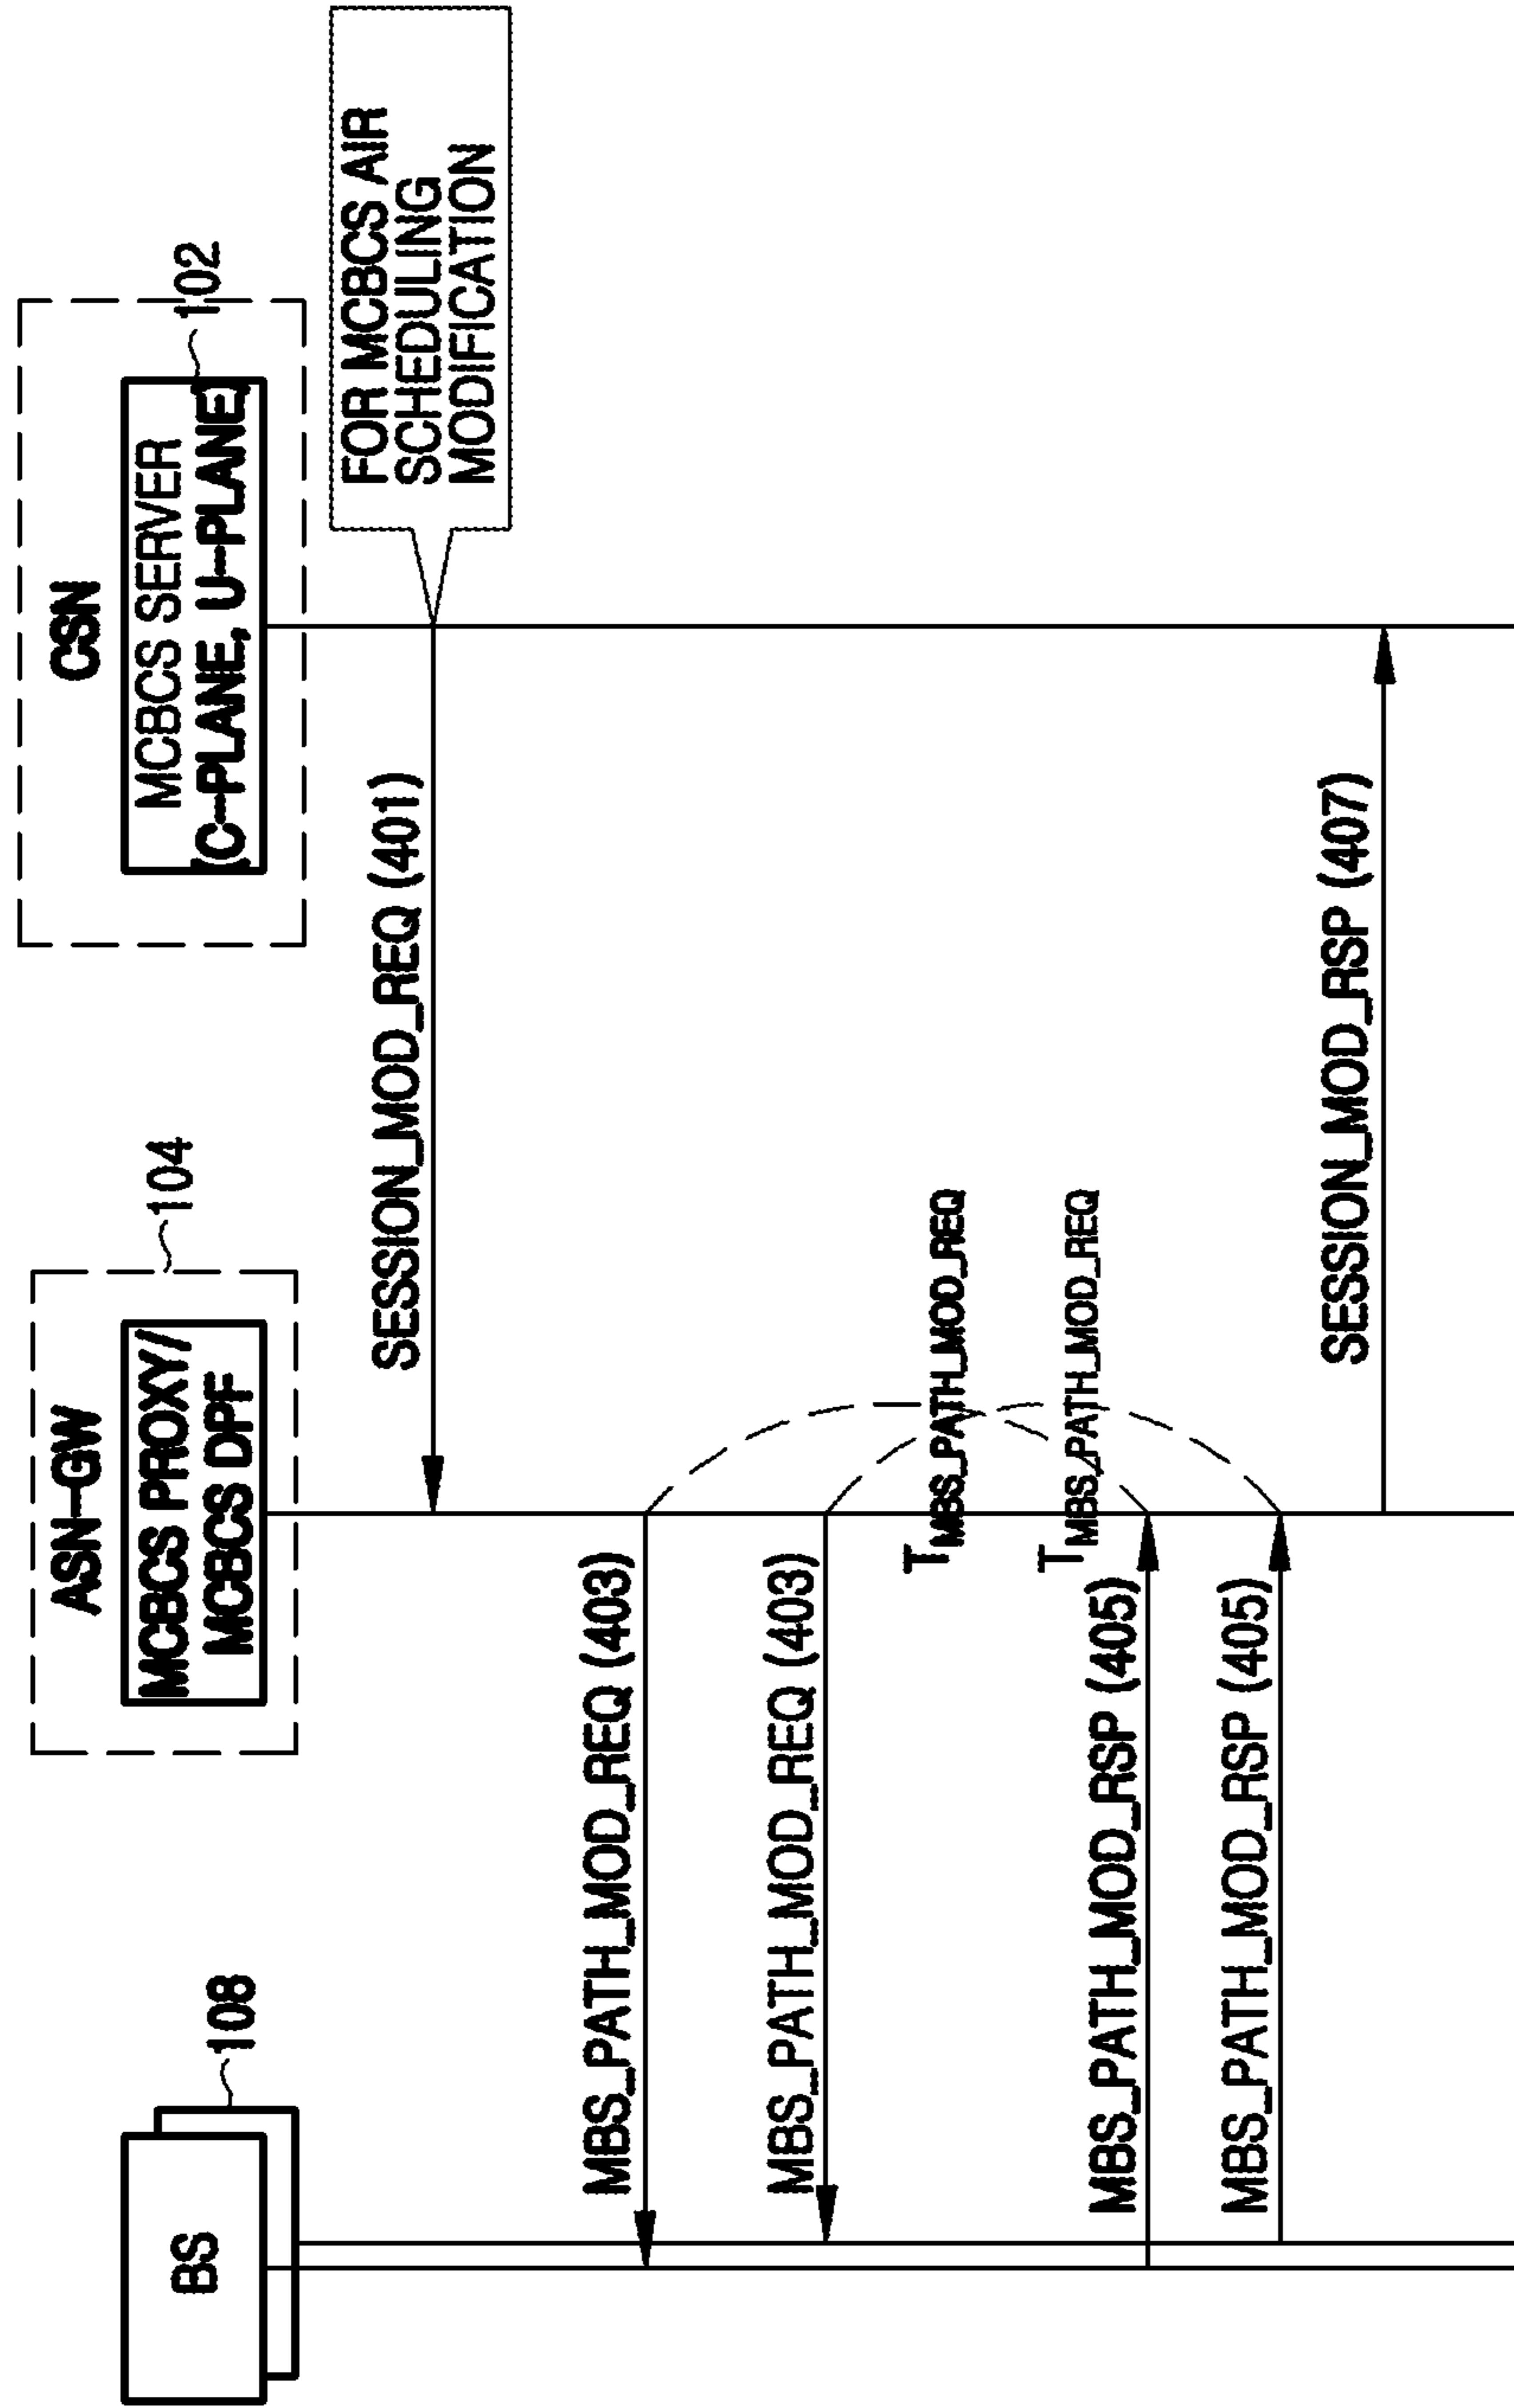 BS
108
ASN-GW
MCBCS PROXY/
MCBCS DPF
104
CSN
MCBCS SERVER
(C-PLANE, U-PLANE)
102
FOR MCBCS AIR
SCHEDULING
MODIFICATION
SESSION_MOD_REQ (401)
MBS_PATH_MOD_REQ (403)
MBS_PATH_MOD_REQ (403)
TMBS_PATH_MOD_REQ
TMBS_PATH_MOD_REQ
MBS_PATH_MOD_RSP (405)
MBS_PATH_MOD_RSP (405)
SESSION_MOD_RSP (407)